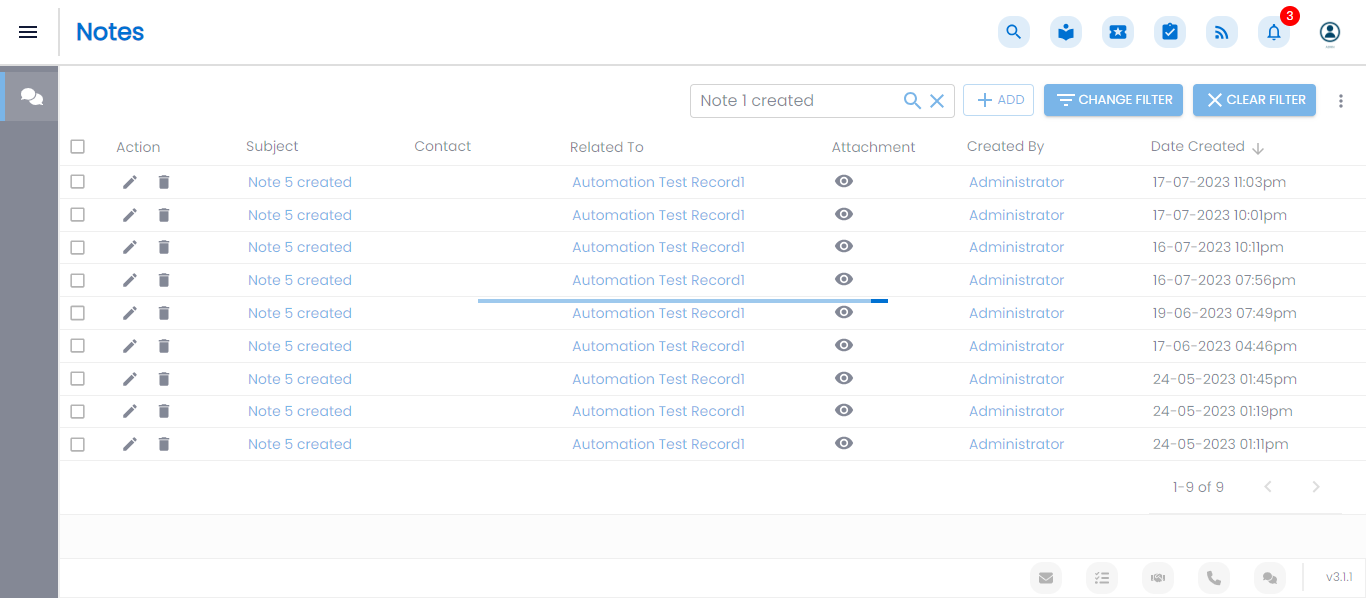 Notes
3
Note 1 created
ADD
CHANGE FILTER
CLEAR FILTER
Action Subject Contact Related To Attachment Created By Date Created
Note 5 created Automation Test Record1 Administrator 17-07-2023 11:03pm
Note 5 created Automation Test Record1 Administrator 17-07-2023 10:01pm
Note 5 created Automation Test Record1 Administrator 16-07-2023 10:11pm
Note 5 created Automation Test Record1 Administrator 16-07-2023 07:56pm
Note 5 created Automation Test Record1 Administrator 19-06-2023 07:49pm
Note 5 created Automation Test Record1 Administrator 17-06-2023 04:46pm
Note 5 created Automation Test Record1 Administrator 24-05-2023 01:45pm
Note 5 created Automation Test Record1 Administrator 24-05-2023 01:19pm
Note 5 created Automation Test Record1 Administrator 24-05-2023 01:11pm
1-9 of 9
v3.1.1